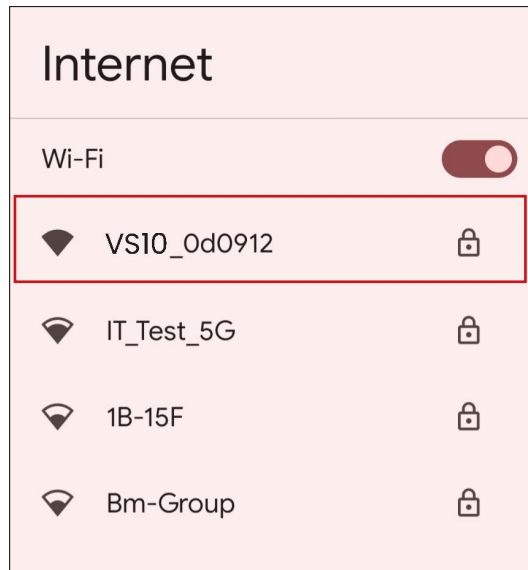 Internet
Wi-Fi
VS10_0d0912
IT_Test_5G
1B-15F
Bm-Group